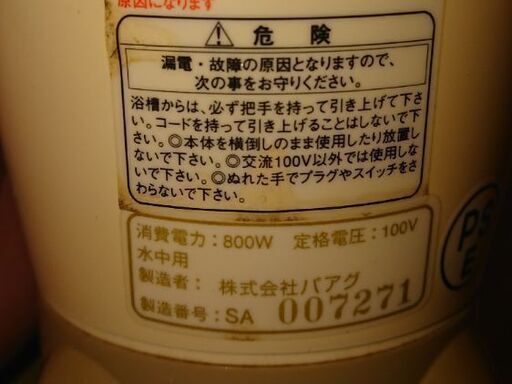 原因になります
危険
漏電・故障の原因となりますので、
次の事をお守りください。
浴槽からは、必ず把手を持って引き上げて下さ
い。コードを持って引き上げることはしないで下
さい。◎本体を横倒しのまま使用したり放置し
ないで下さい。◎交流100V以外では使用しな
いで下さい。◎ぬれた手でプラグやスイッチをさ
わらないで下さい。
消費電力:800W 定格電圧:100V
水中用
製造者: 株式会社パアグ
製造番号:SA 007271
PS
E